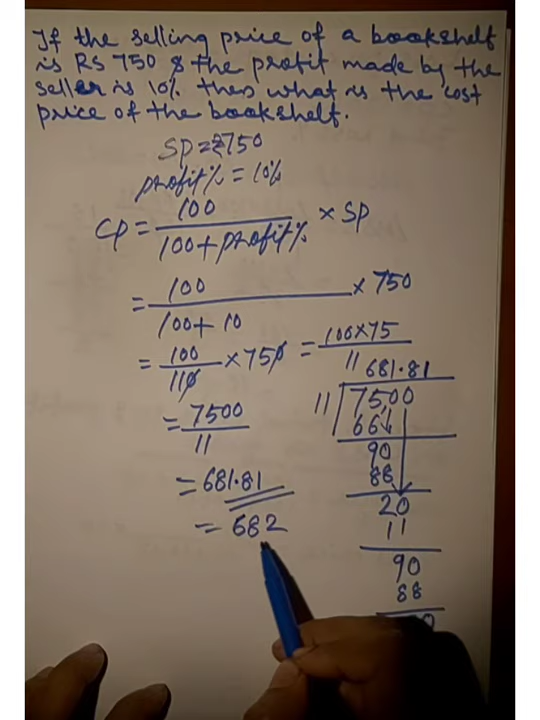 If the selling price of a bookshelf
is RS 750 & the profit made by the
seller is 10% then what is the cost
price of the bookshelf.
SP = ₹750
profit% = 10%
CP = 100 / 100 + profit% × SP
= 100 / 100 + 10 × 750
= 100 / 110 × 750 = 100 × 75 / 11
= 7500 / 11
= 681.81
= 682
681.81
11 7500
66
90
88
20
11
90
88